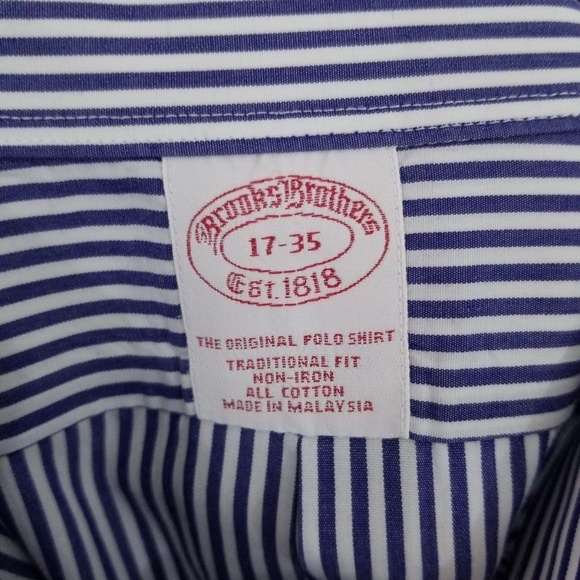 Brooks Brothers
17-35
Est. 1818
THE ORIGINAL POLO SHIRT
TRADITIONAL FIT
NON-IRON
ALL COTTON
MADE IN MALAYSIA